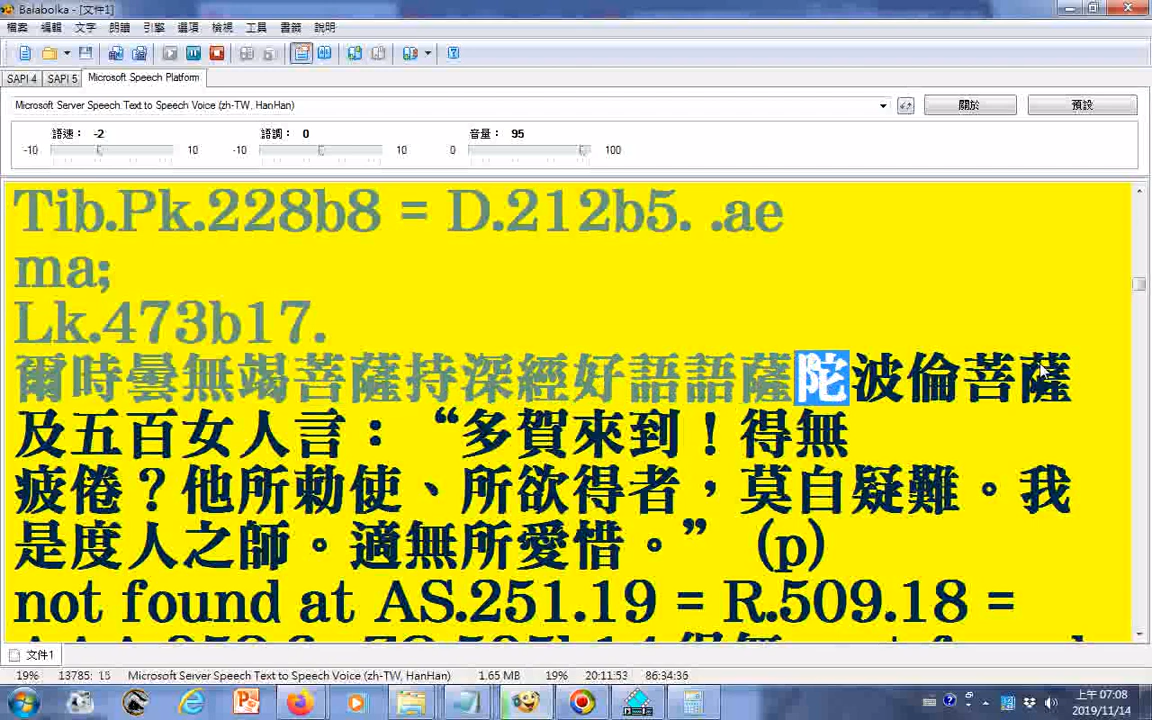 Balabolka - [文件1]
檔案 編輯 文字 朗讀 引擎 選項 檢視 工具 書籤 說明
SAPI 4 SAPI 5 Microsoft Speech Platform
Microsoft Server Speech Text to Speech Voice (zh-TW, HanHan) 關於 預設
語速： -2 語調： 0 音量： 95
-10 10 -10 10 0 100
Tib.Pk.228b8 = D.212b5. .ae
ma;
Lk.473b17.
爾時曇無竭菩薩持深經好語語薩陀波倫菩薩
及五百女人言：“多賀來到！得無
疲倦？他所勅使、所欲得者，莫自疑難。我
是度人之師。適無所愛惜。” (p)
not found at AS.251.19 = R.509.18 =
文件1
19% 13785: 15 Microsoft Server Speech Text to Speech Voice (zh-TW, HanHan) 1.65 MB 19% 20:11:53 86:34:36
上午 07:08
2019/11/14